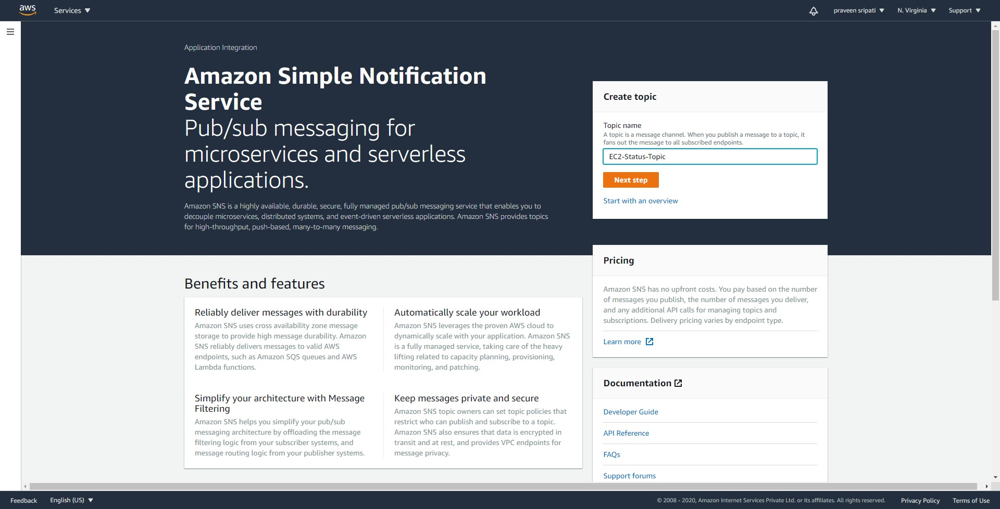 aws
Services
praveen sripati
N. Virginia
Support
Application Integration
Amazon Simple Notification
Service
Pub/sub messaging for
microservices and serverless
applications.
Amazon SNS is a highly available, durable, secure, fully managed pub/sub messaging service that enables you to
decouple microservices, distributed systems, and event-driven serverless applications. Amazon SNS provides topics
for high-throughput, push-based, many-to-many messaging.
Create topic
Topic name
A topic is a message channel. When you publish a message to a topic, it
fans out the message to all subscribed endpoints.
EC2-Status-Topic
Next step
Start with an overview
Pricing
Amazon SNS has no upfront costs. You pay based on the number
of messages you publish, the number of messages you deliver,
and any additional API calls for managing topics and
subscriptions. Delivery pricing varies by endpoint type.
Learn more
Documentation
Developer Guide
API Reference
FAQs
Support forums
Benefits and features
Reliably deliver messages with durability
Amazon SNS uses cross availability zone message
storage to provide high message durability. Amazon
SNS reliably delivers messages to valid AWS
endpoints, such as Amazon SQS queues and AWS
Lambda functions.
Automatically scale your workload
Amazon SNS leverages the proven AWS cloud to
dynamically scale with your application. Amazon SNS
is a fully managed service, taking care of the heavy
lifting related to capacity planning, provisioning,
monitoring, and patching.
Simplify your architecture with Message
Filtering
Amazon SNS helps you simplify your pub/sub
messaging architecture by offloading the message
filtering logic from your subscriber systems, and
message routing logic from your publisher systems.
Keep messages private and secure
Amazon SNS topic owners can set topic policies that
restrict who can publish and subscribe to a topic.
Amazon SNS also ensures that data is encrypted in
transit and at rest, and provides VPC endpoints for
message privacy.
Feedback
English (US)
© 2008 - 2020, Amazon Internet Services Private Ltd. or its affiliates. All rights reserved.
Privacy Policy
Terms of Use